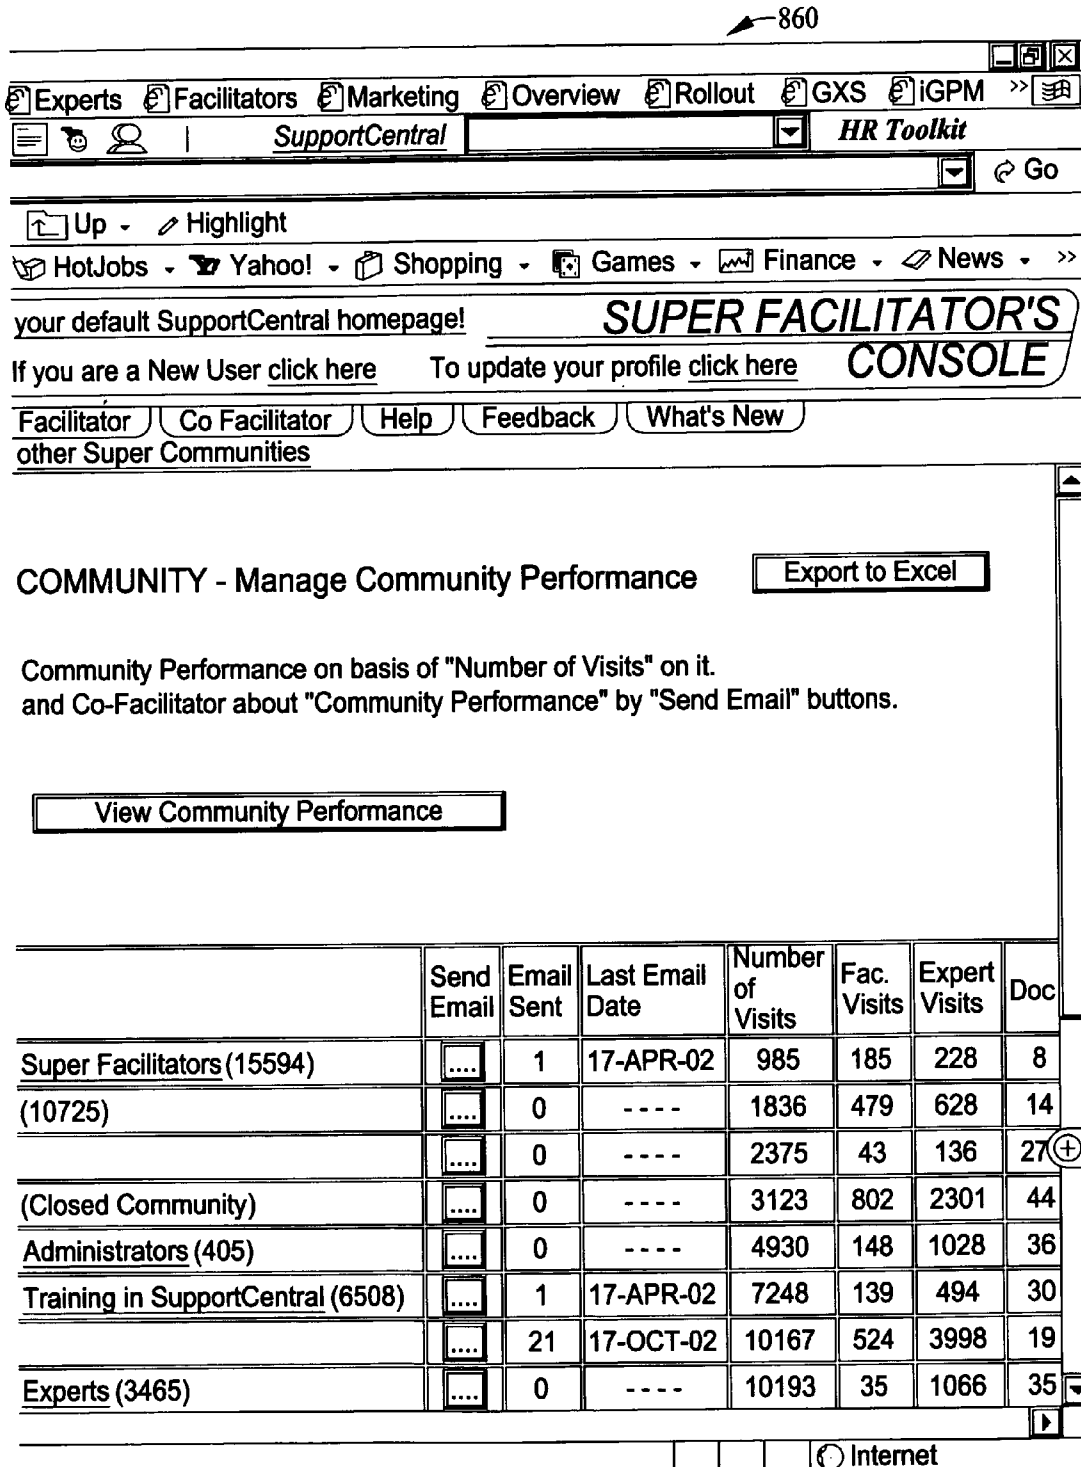 860
Experts Facilitators Marketing Overview Rollout GXS iGPM >>
SupportCentral HR Toolkit
Go
Up - Highlight
HotJobs - Yahoo! - Shopping - Games - Finance - News - >>
your default SupportCentral homepage! SUPER FACILITATOR'S
If you are a New User click here To update your profile click here CONSOLE
Facilitator Co Facilitator Help Feedback What's New
other Super Communities
COMMUNITY - Manage Community Performance Export to Excel
Community Performance on basis of "Number of Visits" on it.
and Co-Facilitator about "Community Performance" by "Send Email" buttons.
View Community Performance
Send Email Email Sent Last Email Date Number of Visits Fac. Visits Expert Visits Doc
Super Facilitators (15594) .... 1 17-APR-02 985 185 228 8
(10725) .... 0 ---- 1836 479 628 14
.... 0 ---- 2375 43 136 27
(Closed Community) .... 0 ---- 3123 802 2301 44
Administrators (405) .... 0 ---- 4930 148 1028 36
Training in SupportCentral (6508) .... 1 17-APR-02 7248 139 494 30
.... 21 17-OCT-02 10167 524 3998 19
Experts (3465) .... 0 ---- 10193 35 1066 35
Internet